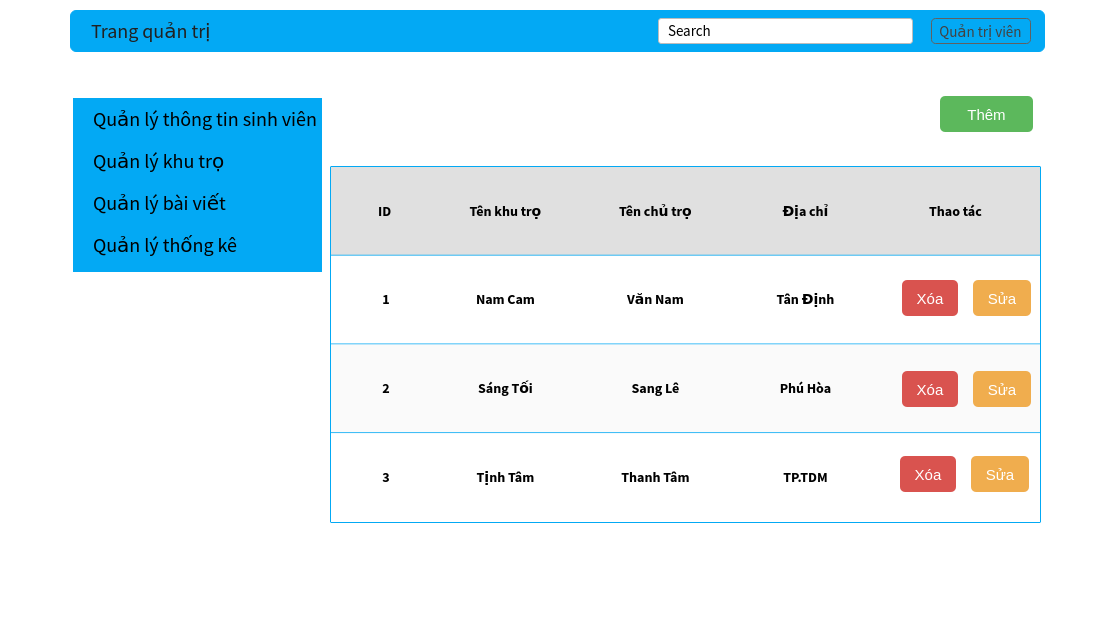 Trang quản trị Search Quản trị viên
Quản lý thông tin sinh viên
Quản lý khu trọ
Quản lý bài viết
Quản lý thống kê
Thêm
ID Tên khu trọ Tên chủ trọ Địa chỉ Thao tác
1 Nam Cam Văn Nam Tân Định Xóa Sửa
2 Sáng Tối Sang Lê Phú Hòa Xóa Sửa
3 Tịnh Tâm Thanh Tâm TP.TDM Xóa Sửa